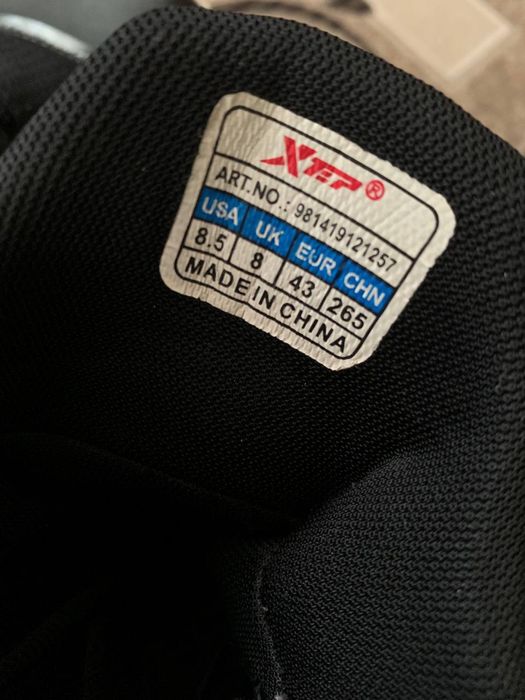 XTEP®
ART.NO.: 981419121257
USA UK EUR CHN
8.5 8 43 265
MADE IN CHINA